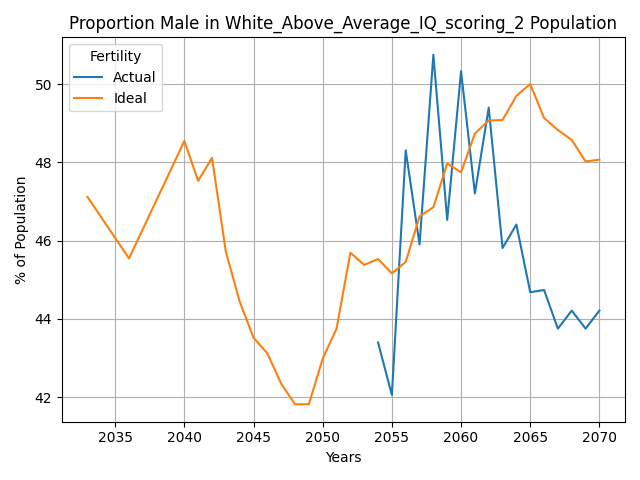 Proportion Male in White_Above_Average_IQ_scoring_2 Population
Fertility
Actual
Ideal
% of Population
50
48
46
44
42
2035 2040 2045 2050 2055 2060 2065 2070
Years